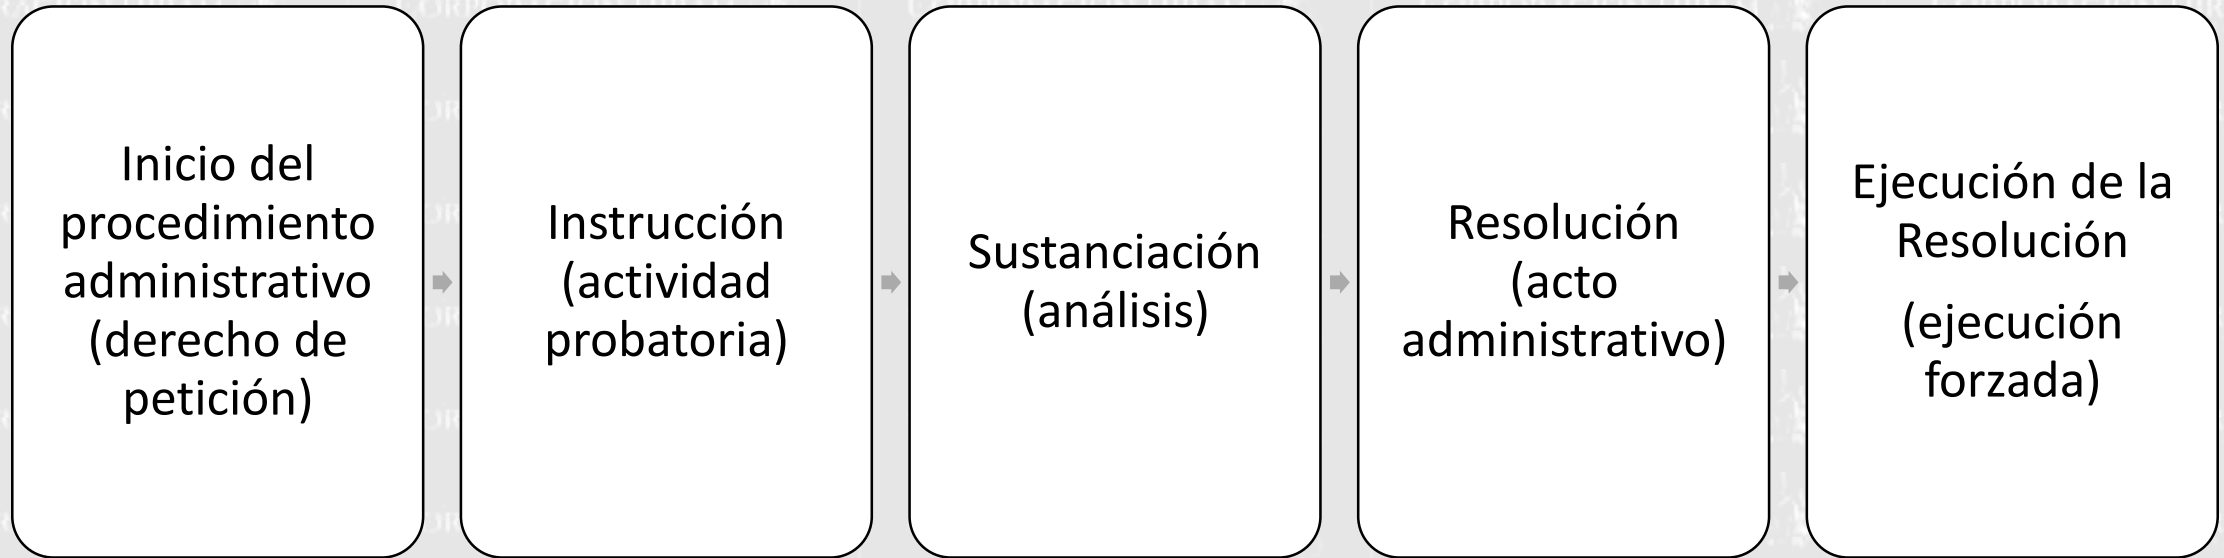 Inicio del
procedimiento
administrativo
(derecho de
petición)
Instrucción
(actividad
probatoria)
Sustanciación
(análisis)
Resolución
(acto
administrativo)
Ejecución de la
Resolución
(ejecución
forzada)